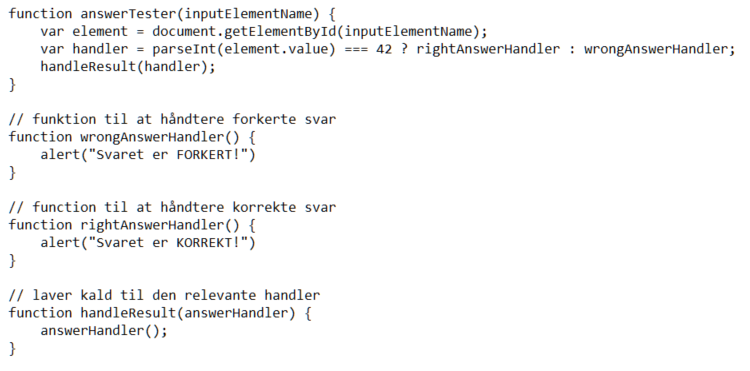 function answerTester(inputElementName) {
    var element = document.getElementById(inputElementName);
    var handler = parseInt(element.value) === 42 ? rightAnswerHandler : wrongAnswerHandler;
    handleResult(handler);
}

// funktion til at håndtere forkerte svar
function wrongAnswerHandler() {
    alert("Svaret er FORKERT!")
}

// function til at håndtere korrekte svar
function rightAnswerHandler() {
    alert("Svaret er KORREKT!")
}

// laver kald til den relevante handler
function handleResult(answerHandler) {
    answerHandler();
}